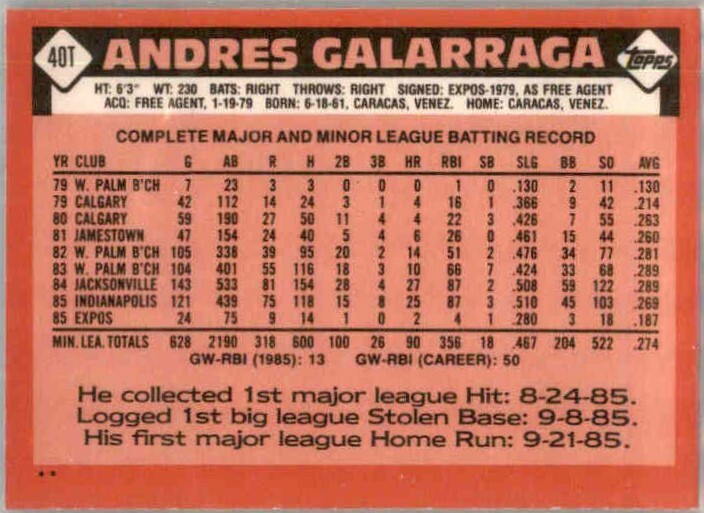 40T ANDRES GALARRAGA Topps
HT: 6'3" WT: 230 BATS: RIGHT THROWS: RIGHT SIGNED: EXPOS-1979, AS FREE AGENT
ACQ: FREE AGENT, 1-19-79 BORN: 6-18-61, CARACAS, VENEZ. HOME: CARACAS, VENEZ.
COMPLETE MAJOR AND MINOR LEAGUE BATTING RECORD
YR CLUB G AB R H 2B 3B HR RBI SB SLG BB SO AVG
79 W. PALM B'CH 7 23 3 3 0 0 0 1 0 .130 2 11 .130
79 CALGARY 42 112 14 24 3 1 4 16 1 .366 9 42 .214
80 CALGARY 59 190 27 50 11 4 4 22 3 .426 7 55 .263
81 JAMESTOWN 47 154 24 40 5 4 6 26 0 .461 15 44 .260
82 W. PALM B'CH 105 338 39 95 20 2 14 51 2 .476 34 77 .281
83 W. PALM B'CH 104 401 55 116 18 3 10 66 7 .424 33 68 .289
84 JACKSONVILLE 143 533 81 154 28 4 27 87 2 .508 59 122 .289
85 INDIANAPOLIS 121 439 75 118 15 8 25 87 3 .510 45 103 .269
85 EXPOS 24 75 9 14 1 0 2 4 1 .280 3 18 .187
MIN. LEA. TOTALS 628 2190 318 600 100 26 90 356 18 .467 204 522 .274
GW-RBI (1985): 13 GW-RBI (CAREER): 50
He collected 1st major league Hit: 8-24-85.
Logged 1st big league Stolen Base: 9-8-85.
His first major league Home Run: 9-21-85.
**